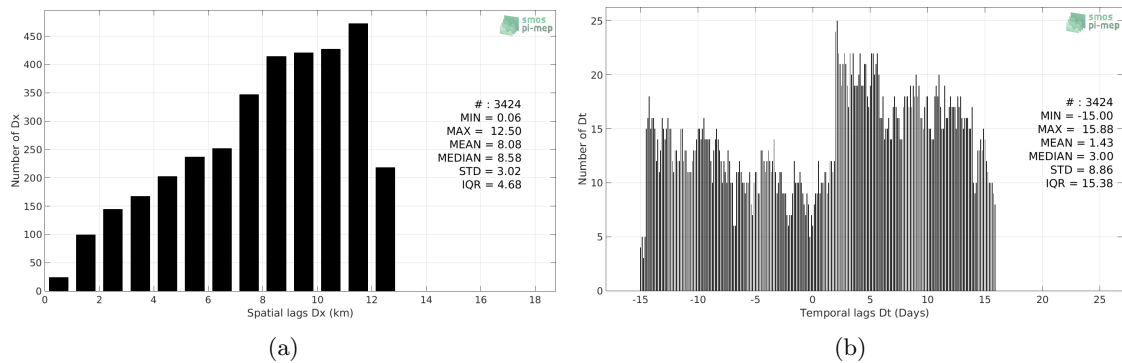 smos
pi-mep
450
400
350
300
250
200
150
100
50
0
Number of Dx
# : 3424
MIN = 0.06
MAX = 12.50
MEAN = 8.08
MEDIAN = 8.58
STD = 3.02
IQR = 4.68
0 2 4 6 8 10 12 14 16 18
Spatial lags Dx (km)
(a)
smos
pi-mep
25
20
15
10
5
0
Number of Dt
# : 3424
MIN = -15.00
MAX = 15.88
MEAN = 1.43
MEDIAN = 3.00
STD = 8.86
IQR = 15.38
-15 -10 -5 0 5 10 15 20 25
Temporal lags Dt (Days)
(b)